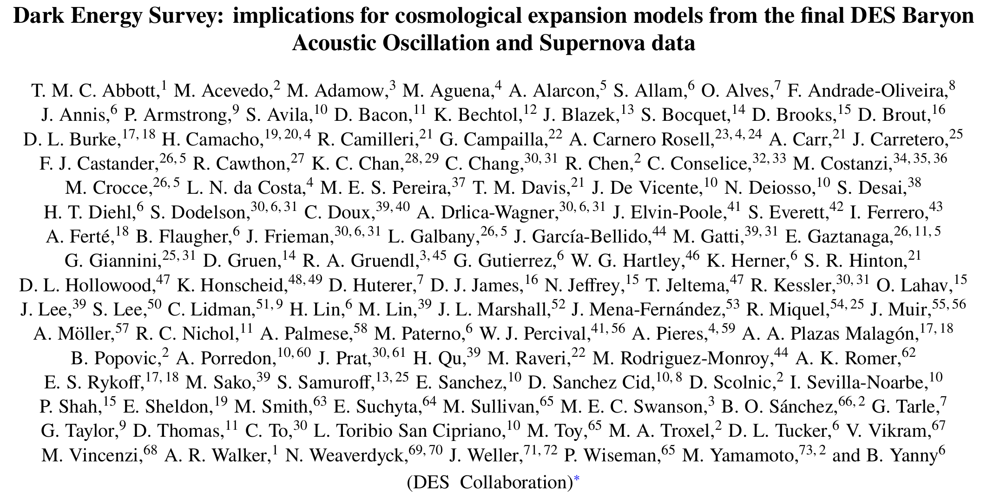 Dark Energy Survey: implications for cosmological expansion models from the final DES Baryon
Acoustic Oscillation and Supernova data
T. M. C. Abbott,1 M. Acevedo,2 M. Adamow,3 M. Aguena,4 A. Alarcon,5 S. Allam,6 O. Alves,7 F. Andrade-Oliveira,8
J. Annis,6 P. Armstrong,9 S. Avila,10 D. Bacon,11 K. Bechtol,12 J. Blazek,13 S. Bocquet,14 D. Brooks,15 D. Brout,16
D. L. Burke,17, 18 H. Camacho,19, 20, 4 R. Camilleri,21 G. Campailla,22 A. Carnero Rosell,23, 4, 24 A. Carr,21 J. Carretero,25
F. J. Castander,26, 5 R. Cawthon,27 K. C. Chan,28, 29 C. Chang,30, 31 R. Chen,2 C. Conselice,32, 33 M. Costanzi,34, 35, 36
M. Crocce,26, 5 L. N. da Costa,4 M. E. S. Pereira,37 T. M. Davis,21 J. De Vicente,10 N. Deiosso,10 S. Desai,38
H. T. Diehl,6 S. Dodelson,30, 6, 31 C. Doux,39, 40 A. Drlica-Wagner,30, 6, 31 J. Elvin-Poole,41 S. Everett,42 I. Ferrero,43
A. Ferté,18 B. Flaugher,6 J. Frieman,30, 6, 31 L. Galbany,26, 5 J. García-Bellido,44 M. Gatti,39, 31 E. Gaztanaga,26, 11, 5
G. Giannini,25, 31 D. Gruen,14 R. A. Gruendl,3, 45 G. Gutierrez,6 W. G. Hartley,46 K. Herner,6 S. R. Hinton,21
D. L. Hollowood,47 K. Honscheid,48, 49 D. Huterer,7 D. J. James,16 N. Jeffrey,15 T. Jeltema,47 R. Kessler,30, 31 O. Lahav,15
J. Lee,39 S. Lee,50 C. Lidman,51, 9 H. Lin,6 M. Lin,39 J. L. Marshall,52 J. Mena-Fernández,53 R. Miquel,54, 25 J. Muir,55, 56
A. Möller,57 R. C. Nichol,11 A. Palmese,58 M. Paterno,6 W. J. Percival,41, 56 A. Pieres,4, 59 A. A. Plazas Malagón,17, 18
B. Popovic,2 A. Porredon,10, 60 J. Prat,30, 61 H. Qu,39 M. Raveri,22 M. Rodriguez-Monroy,44 A. K. Romer,62
E. S. Rykoff,17, 18 M. Sako,39 S. Samuroff,13, 25 E. Sanchez,10 D. Sanchez Cid,10, 8 D. Scolnic,2 I. Sevilla-Noarbe,10
P. Shah,15 E. Sheldon,19 M. Smith,63 E. Suchyta,64 M. Sullivan,65 M. E. C. Swanson,3 B. O. Sánchez,66, 2 G. Tarle,7
G. Taylor,9 D. Thomas,11 C. To,30 L. Toribio San Cipriano,10 M. Toy,65 M. A. Troxel,2 D. L. Tucker,6 V. Vikram,67
M. Vincenzi,68 A. R. Walker,1 N. Weaverdyck,69, 70 J. Weller,71, 72 P. Wiseman,65 M. Yamamoto,73, 2 and B. Yanny6
(DES Collaboration)*